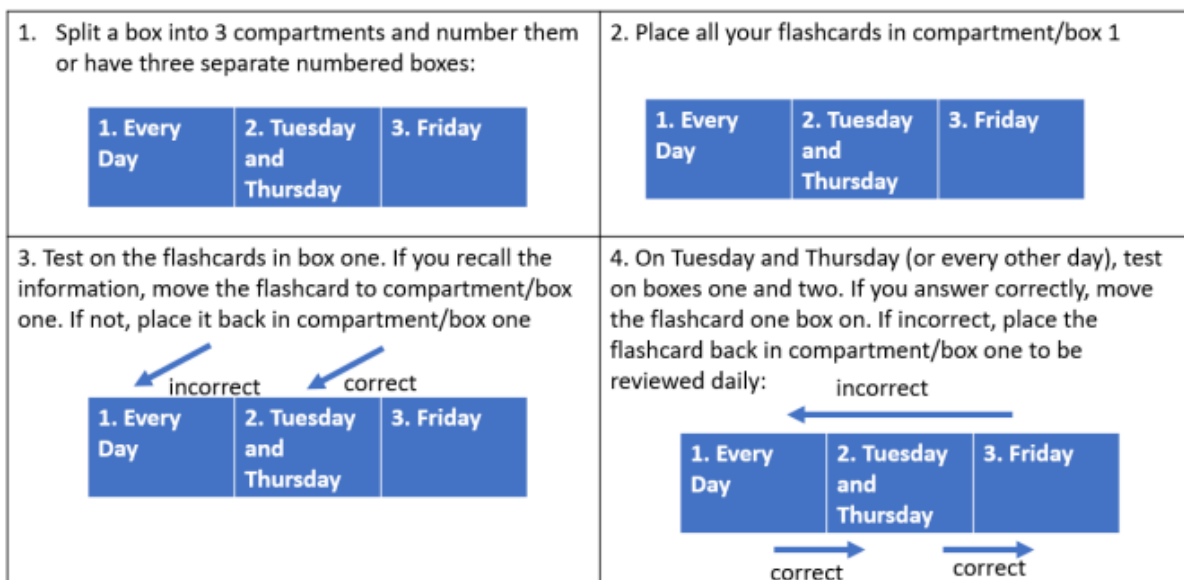 1. Split a box into 3 compartments and number them
or have three separate numbered boxes:
1. Every
Day
2. Tuesday
and
Thursday
3. Friday
2. Place all your flashcards in compartment/box 1
1. Every
Day
2. Tuesday
and
Thursday
3. Friday
3. Test on the flashcards in box one. If you recall the
information, move the flashcard to compartment/box
one. If not, place it back in compartment/box one
incorrect
correct
1. Every
Day
2. Tuesday
and
Thursday
3. Friday
4. On Tuesday and Thursday (or every other day), test
on boxes one and two. If you answer correctly, move
the flashcard one box on. If incorrect, place the
flashcard back in compartment/box one to be
reviewed daily:
incorrect
1. Every
Day
2. Tuesday
and
Thursday
3. Friday
correct
correct